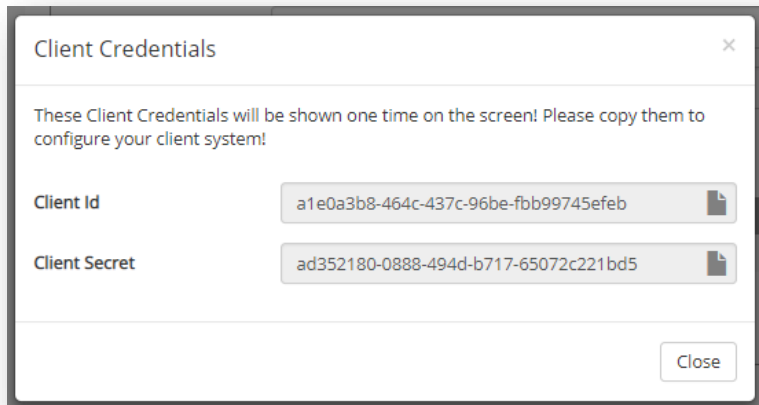 Client Credentials
×
These Client Credentials will be shown one time on the screen! Please copy them to
configure your client system!
Client Id
a1e0a3b8-464c-437c-96be-fbb99745efeb
Client Secret
ad352180-0888-494d-b717-65072c221bd5
Close